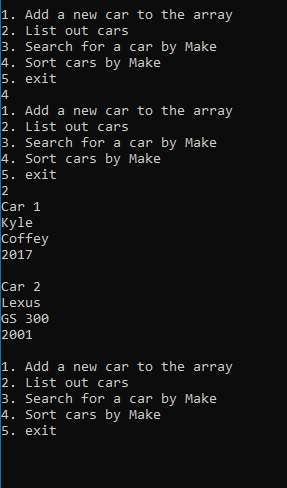 1. Add a new car to the array
2. List out cars
3. Search for a car by Make
4. Sort cars by Make
5. exit
4
1. Add a new car to the array
2. List out cars
3. Search for a car by Make
4. Sort cars by Make
5. exit
2
Car 1
Kyle
Coffey
2017
Car 2
Lexus
GS 300
2001
1. Add a new car to the array
2. List out cars
3. Search for a car by Make
4. Sort cars by Make
5. exit